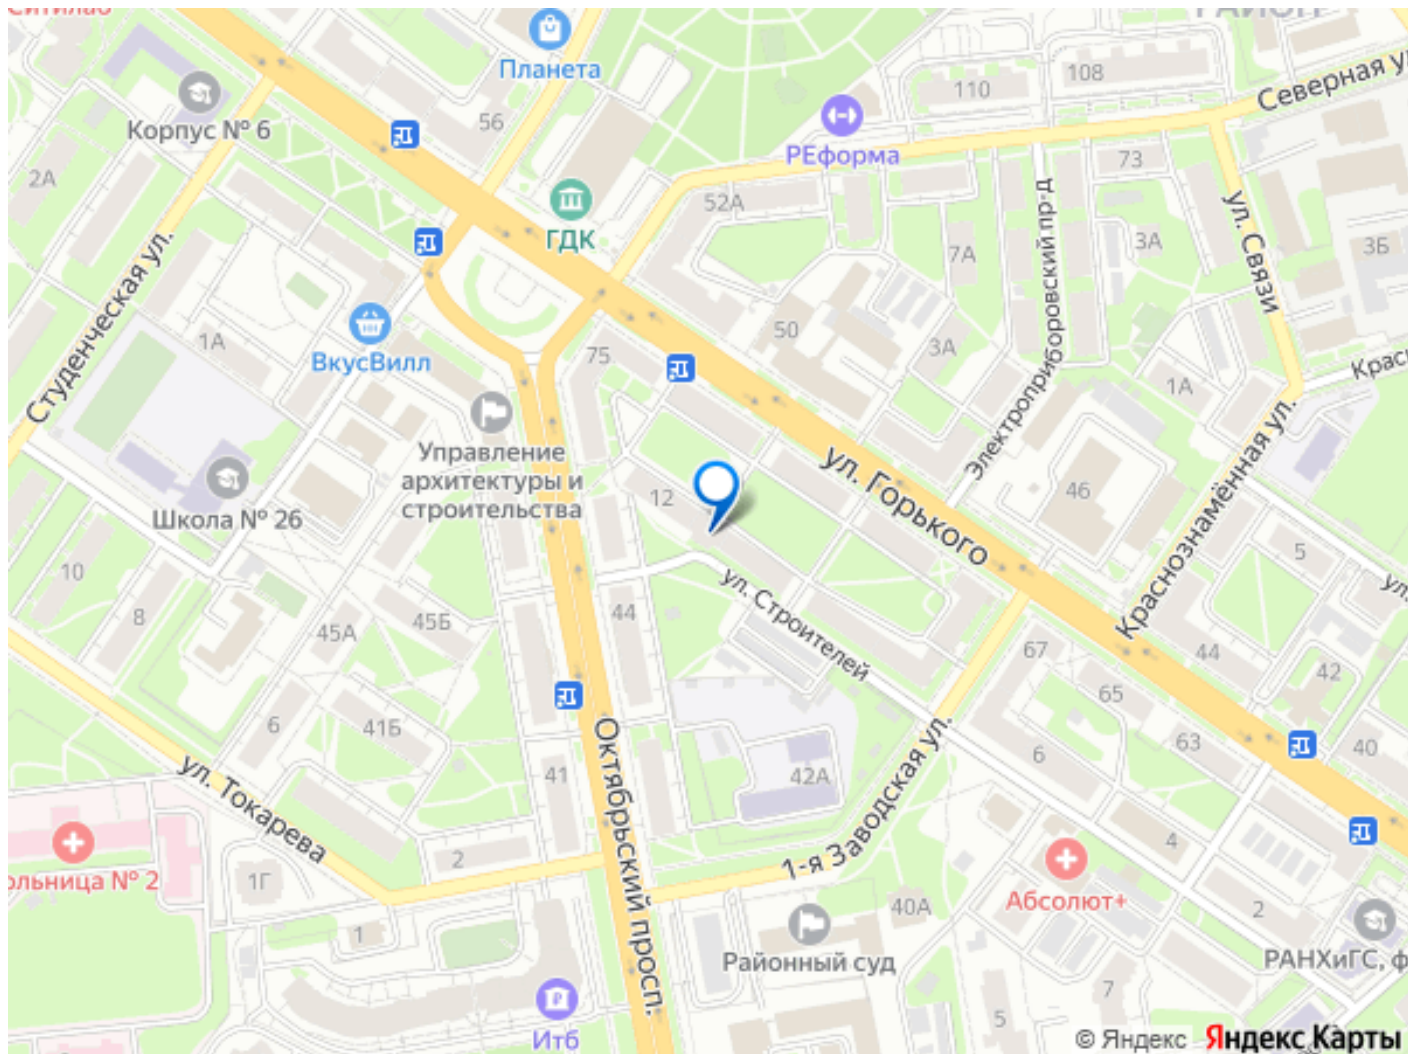 Ситилаб
Планета
РАЙОН
108
110
Северная у
Корпус № 6
56
РЕформа
73
2А
52А
ГДК
ул. Связи
3Б
Студенческая ул.
7А
3А
Электроприборовский пр-д
50
1А
ВкусВилл
75
3А
1А
Крас
Управление
архитектуры и
строительства
ул. Горького
Краснознамённая ул.
12
46
Школа № 26
5
ул.
10
8
45А
45Б
44
ул. Строителей
67
44
42
65
6
41Б
63
40
6
ул. Токарева
41
Октябрьский просп.
42А
1-я Заводская ул.
4
ольница № 2
2
1Г
Абсолют+
40А
2
1
Районный суд
РАНХиГС, ф
7
5
Итб
© Яндекс Яндекс Карты